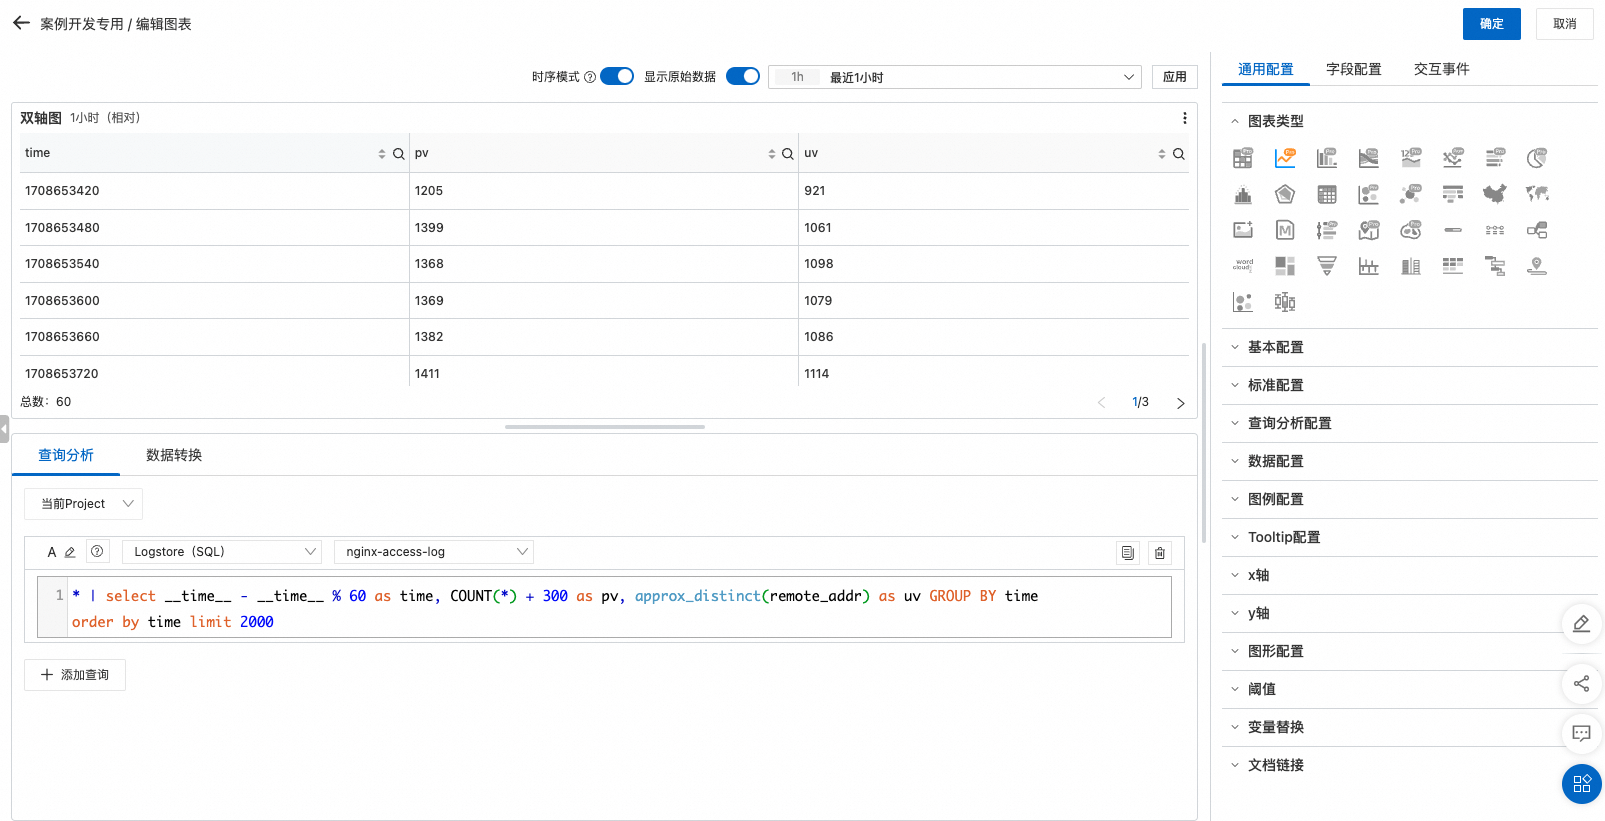 案例开发专用 / 编辑图表
确定
取消
时序模式
显示原始数据
1h 最近1小时
应用
双轴图 1小时（相对）
time pv uv
1708653420 1205 921
1708653480 1399 1061
1708653540 1368 1098
1708653600 1369 1079
1708653660 1382 1086
1708653720 1411 1114
总数：60
1/3
查询分析 数据转换
当前Project
A Logstore（SQL） nginx-access-log
1 * | select __time__ - __time__ % 60 as time, COUNT(*) + 300 as pv, approx_distinct(remote_addr) as uv GROUP BY time
order by time limit 2000
添加查询
通用配置 字段配置 交互事件
图表类型
基本配置
标准配置
查询分析配置
数据配置
图例配置
Tooltip配置
x轴
y轴
图形配置
阈值
变量替换
文档链接